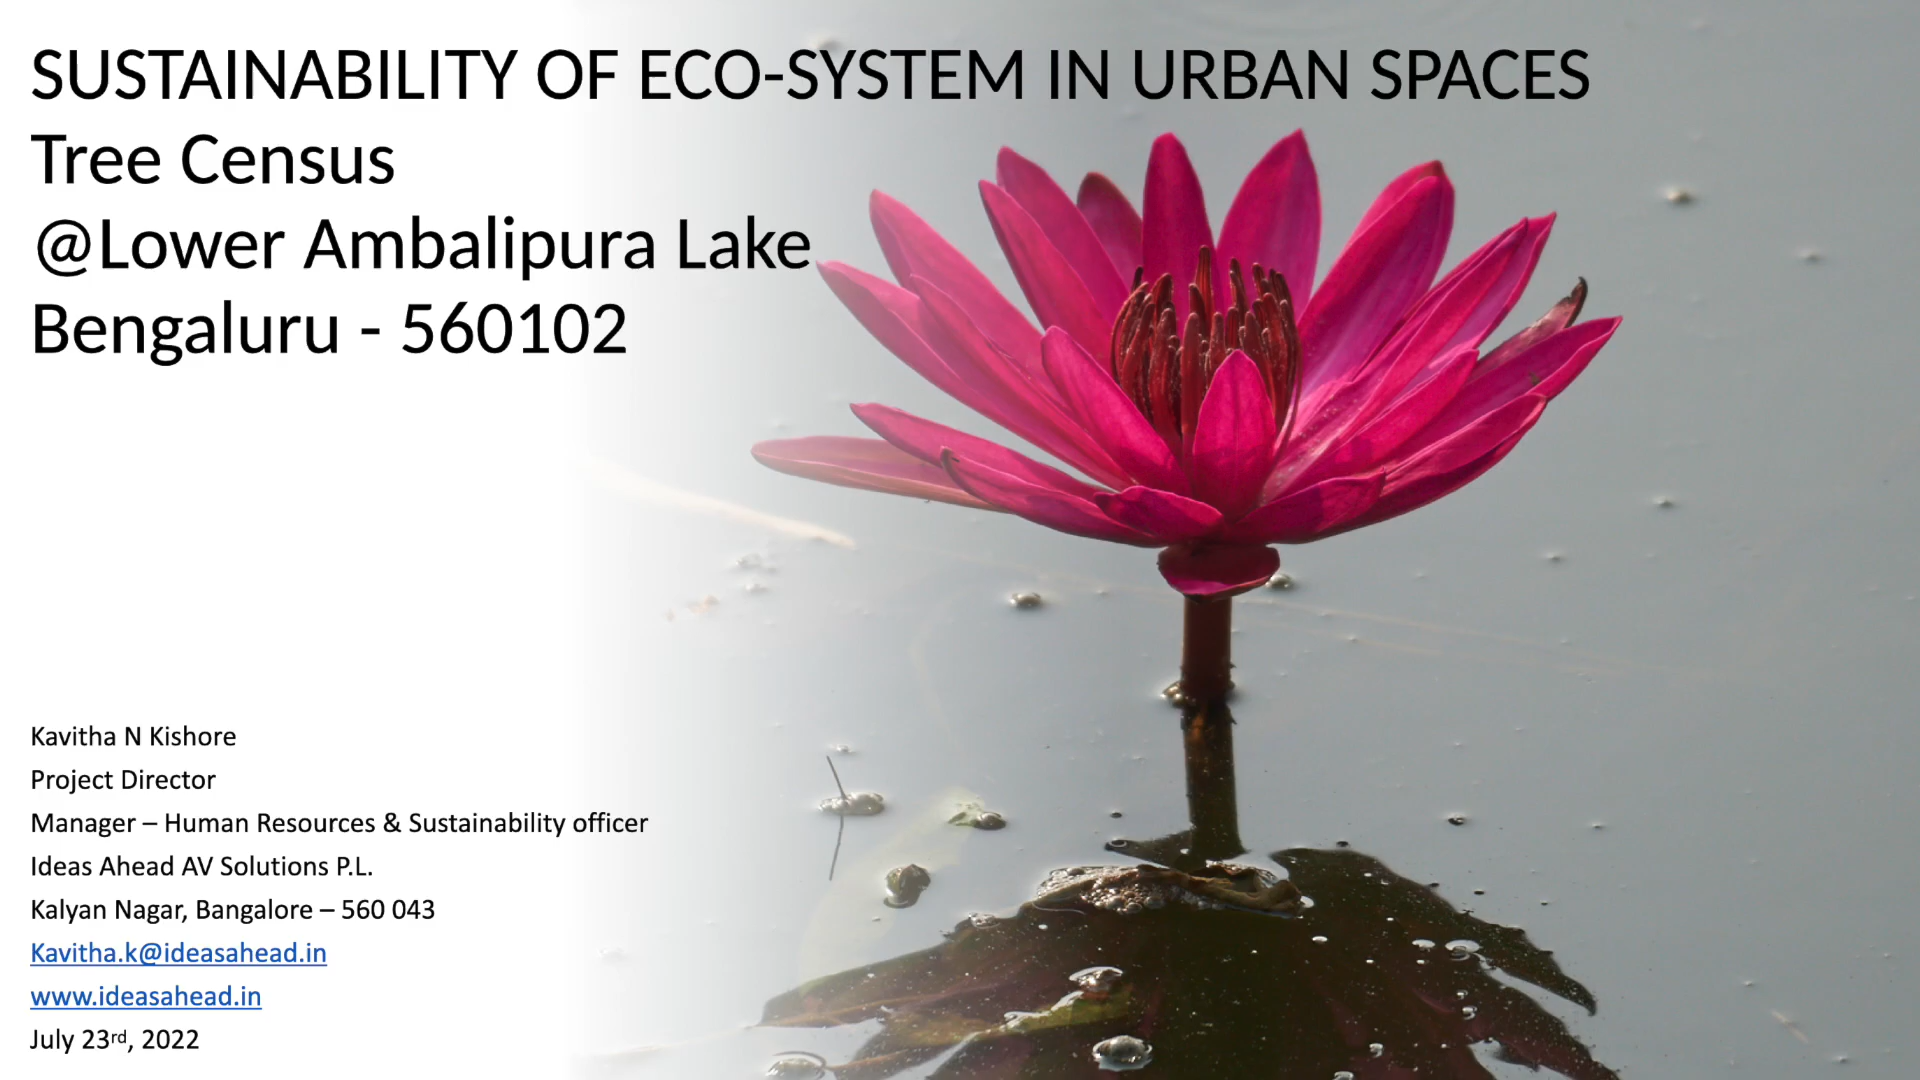 SUSTAINABILITY OF ECO-SYSTEM IN URBAN SPACES
Tree Census
@Lower Ambalipura Lake
Bengaluru - 560102
Kavitha N Kishore
Project Director
Manager – Human Resources & Sustainability officer
Ideas Ahead AV Solutions P.L.
Kalyan Nagar, Bangalore – 560 043
Kavitha.k@ideasahead.in
www.ideasahead.in
July 23rd, 2022